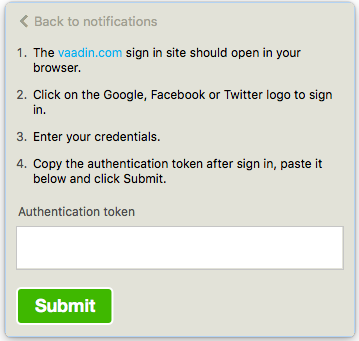 Back to notifications
1. The vaadin.com sign in site should open in your
browser.
2. Click on the Google, Facebook or Twitter logo to sign
in.
3. Enter your credentials.
4. Copy the authentication token after sign in, paste it
below and click Submit.
Authentication token
Submit